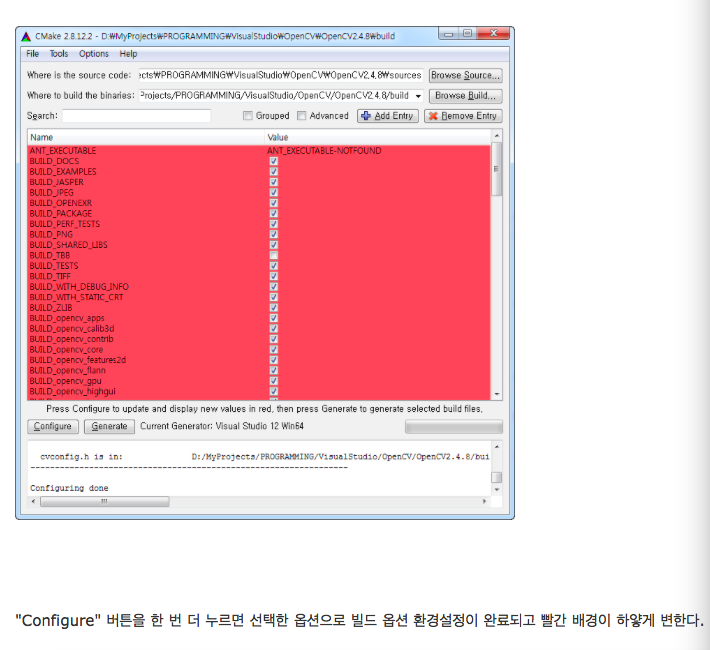 CMake 2.8.12.2 - D:₩MyProjects₩PROGRAMMING₩VisualStudio₩OpenCV₩OpenCV2.4.8₩build
File Tools Options Help
Where is the source code: ects₩PROGRAMMING₩VisualStudio₩OpenCV₩OpenCV2.4.8₩sources Browse Source...
Where to build the binaries: Projects/PROGRAMMING/VisualStudio/OpenCV/OpenCV2.4.8/build Browse Build...
Search: Grouped Advanced Add Entry Remove Entry
Name Value
ANT_EXECUTABLE ANT_EXECUTABLE-NOTFOUND
BUILD_DOCS
BUILD_EXAMPLES
BUILD_JASPER
BUILD_JPEG
BUILD_OPENEXR
BUILD_PACKAGE
BUILD_PERF_TESTS
BUILD_PNG
BUILD_SHARED_LIBS
BUILD_TBB
BUILD_TESTS
BUILD_TIFF
BUILD_WITH_DEBUG_INFO
BUILD_WITH_STATIC_CRT
BUILD_ZLIB
BUILD_opencv_apps
BUILD_opencv_calib3d
BUILD_opencv_contrib
BUILD_opencv_core
BUILD_opencv_features2d
BUILD_opencv_flann
BUILD_opencv_gpu
BUILD_opencv_highgui
Press Configure to update and display new values in red, then press Generate to generate selected build files.
Configure Generate Current Generator: Visual Studio 12 Win64
cvconfig.h is in: D:/MyProjects/PROGRAMMING/VisualStudio/OpenCV/OpenCV2.4.8/bui
-----------------------------------------------------------------
Configuring done
"Configure" 버튼을 한 번 더 누르면 선택한 옵션으로 빌드 옵션 환경설정이 완료되고 빨간 배경이 하얗게 변한다.